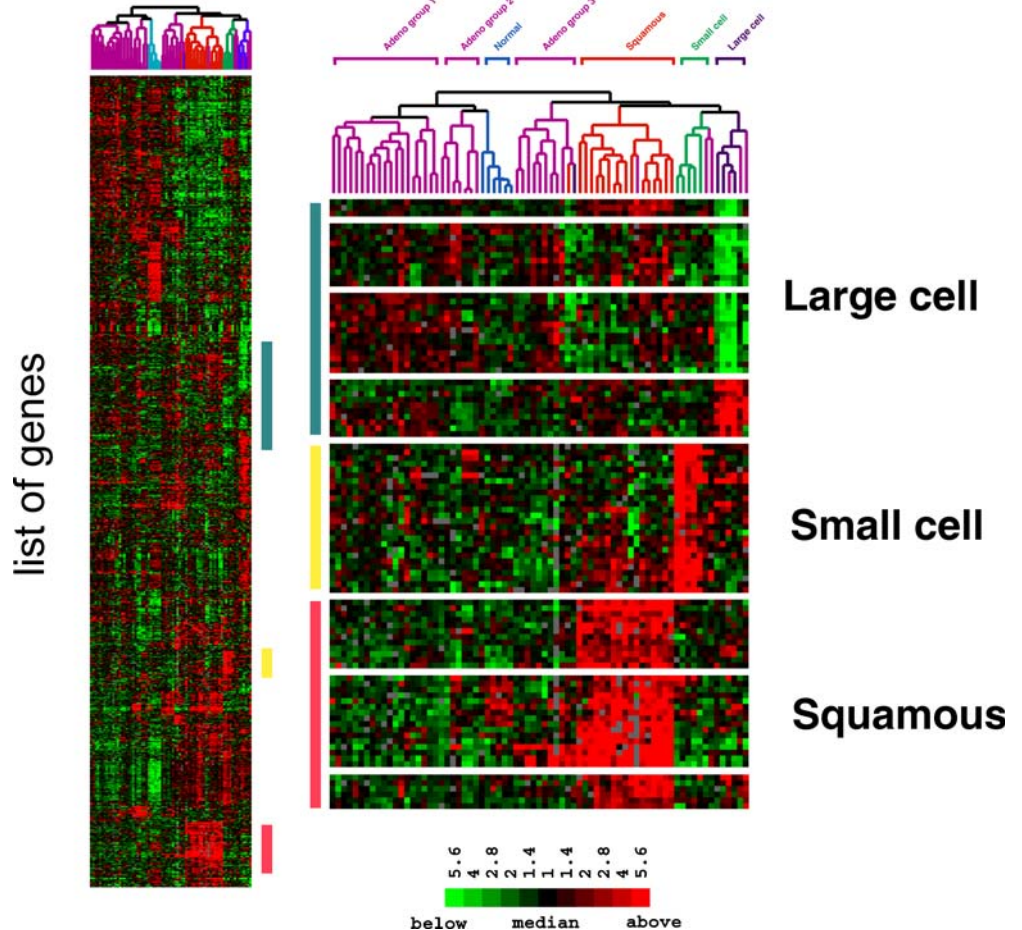 Adeno group 1
Adeno group 2
Normal
Adeno group 3
Squamous
Small cell
Large cell
list of genes
Large cell
Small cell
Squamous
5.6
4
2.8
2
1.4
1
1.4
2
2.8
4
5.6
below median above